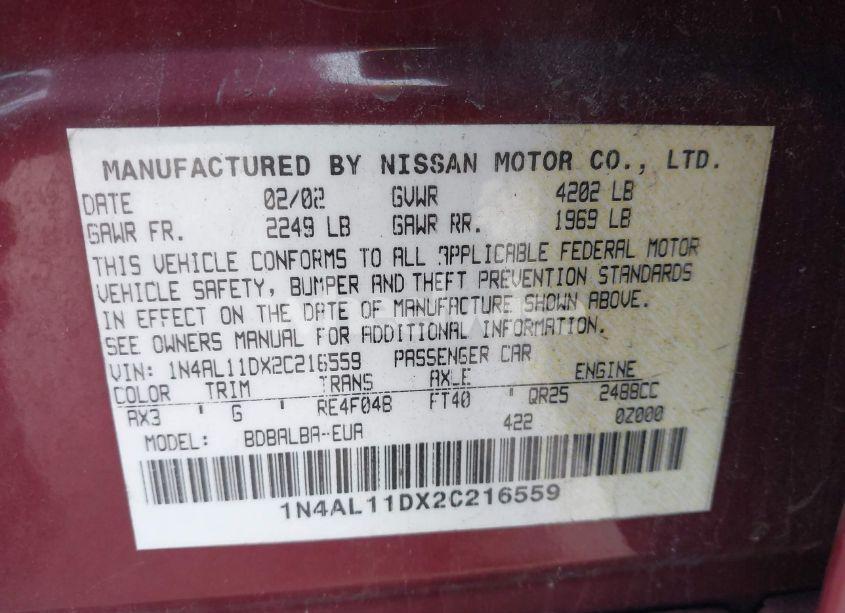 MANUFACTURED BY NISSAN MOTOR CO., LTD.
DATE 02/02 GVWR 4202 LB
GAWR FR. 2249 LB GAWR RR. 1969 LB
THIS VEHICLE CONFORMS TO ALL APPLICABLE FEDERAL MOTOR
VEHICLE SAFETY, BUMPER AND THEFT PREVENTION STANDARDS
IN EFFECT ON THE DATE OF MANUFACTURE SHOWN ABOVE.
SEE OWNERS MANUAL FOR ADDITIONAL INFORMATION.
VIN: 1N4AL11DX2C216559 PASSENGER CAR
COLOR TRIM TRANS AXLE ENGINE
AX3 ' G ' RE4F04B FT40 ' QR25 2488CC
MODEL: BDBALBA-EUA 422 0Z000
1N4AL11DX2C216559